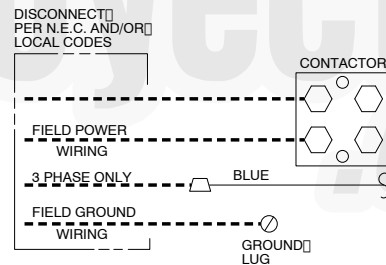 DISCONNECT
PER N.E.C. AND/OR
LOCAL CODES
CONTACTOR
FIELD POWER
WIRING
3 PHASE ONLY
BLUE
FIELD GROUND
WIRING
GROUND
LUG